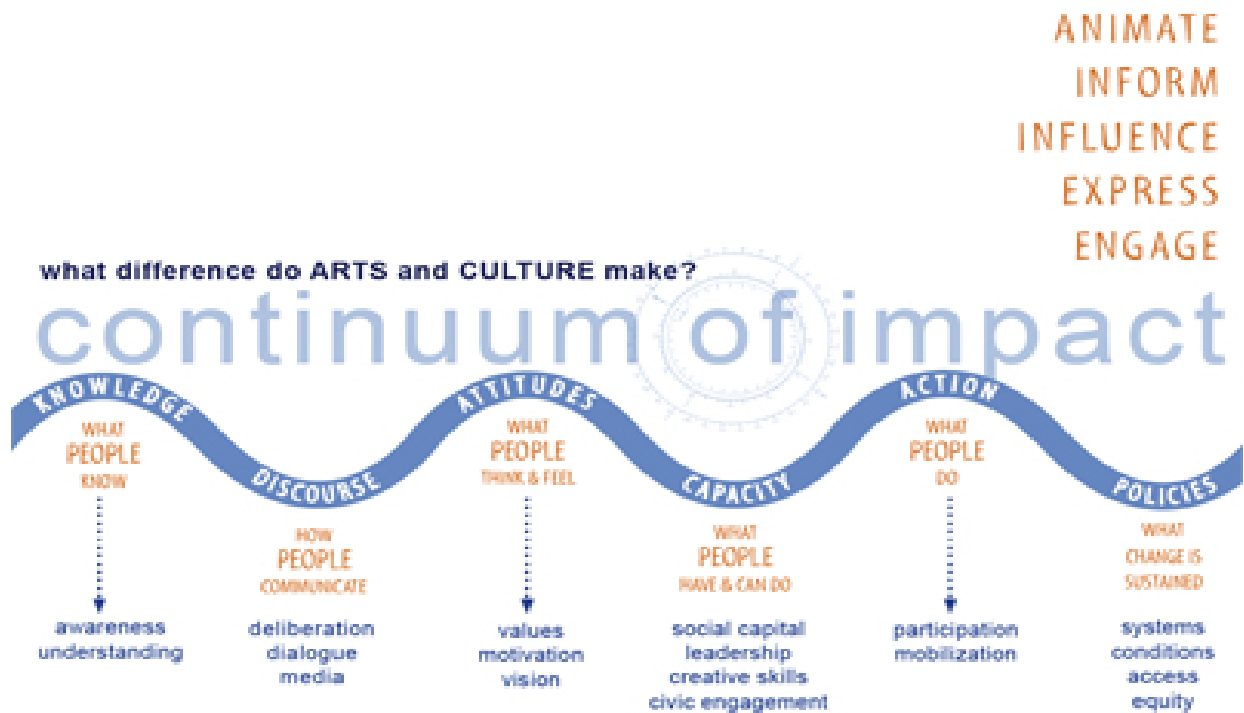 ANIMATE
INFORM
INFLUENCE
EXPRESS
ENGAGE
what difference do ARTS and CULTURE make?
continuum of impact
KNOWLEDGE
WHAT
PEOPLE
KNOW
awareness
understanding
DISCOURSE
HOW
PEOPLE
COMMUNICATE
deliberation
dialogue
media
ATTITUDES
WHAT
PEOPLE
THINK & FEEL
values
motivation
vision
CAPACITY
WHAT
PEOPLE
HAVE & CAN DO
social capital
leadership
creative skills
civic engagement
ACTION
WHAT
PEOPLE
DO
participation
mobilization
POLICIES
WHAT
CHANGE IS
SUSTAINED
systems
conditions
access
equity